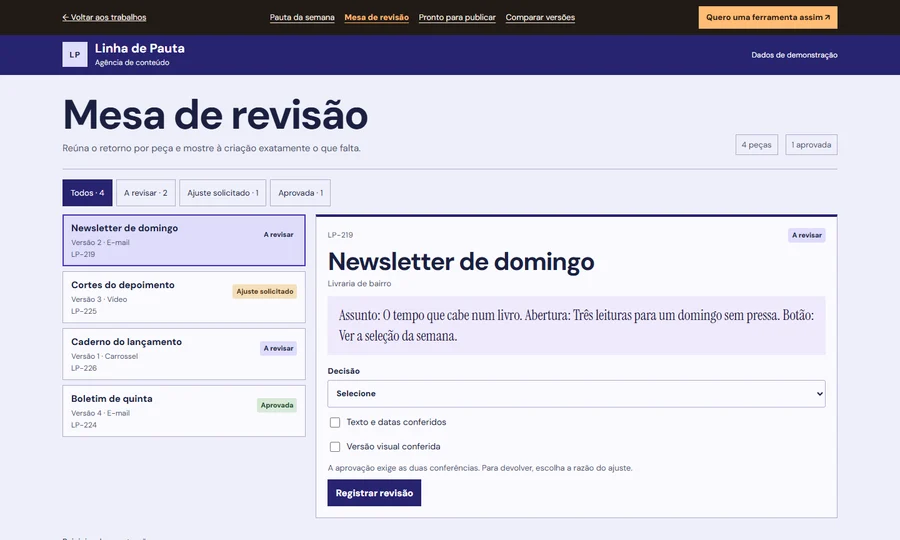 ← Voltar aos trabalhos
Pauta da semana
Mesa de revisão
Pronto para publicar
Comparar versões
Quero uma ferramenta assim ↗
LP
Linha de Pauta
Agência de conteúdo
Dados de demonstração
Mesa de revisão
Reúna o retorno por peça e mostre à criação exatamente o que falta.
4 peças
1 aprovada
Todos · 4
A revisar · 2
Ajuste solicitado · 1
Aprovada · 1
Newsletter de domingo
A revisar
Versão 2 · E-mail
LP-219
Cortes do depoimento
Ajuste solicitado
Versão 3 · Vídeo
LP-225
Caderno do lançamento
A revisar
Versão 1 · Carrossel
LP-226
Boletim de quinta
Aprovada
Versão 4 · E-mail
LP-224
LP-219
A revisar
Newsletter de domingo
Livraria de bairro
Assunto: O tempo que cabe num livro. Abertura: Três leituras para um domingo sem pressa. Botão:
Ver a seleção da semana.
Decisão
Selecione
Texto e datas conferidos
Versão visual conferida
A aprovação exige as duas conferências. Para devolver, escolha a razão do ajuste.
Registrar revisão